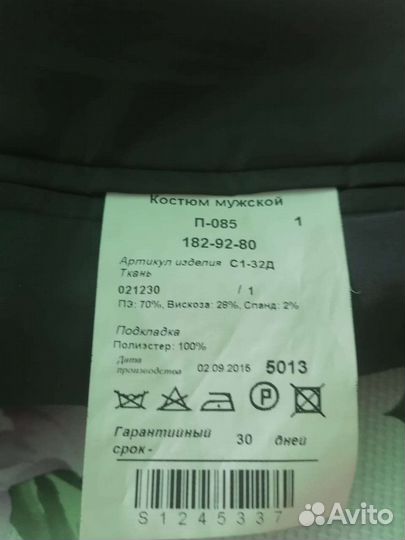 Костюм мужской
П-085 1
182-92-80
Артикул изделия С1-32Д
Ткань
021230 / 1
ПЭ: 70%, Вискоза: 28%, Спанд: 2%
Подкладка
Полиэстер: 100%
Дата производства 02.09.2015 5013
P
Гарантийный срок - 30 дней
S1245337
Avito